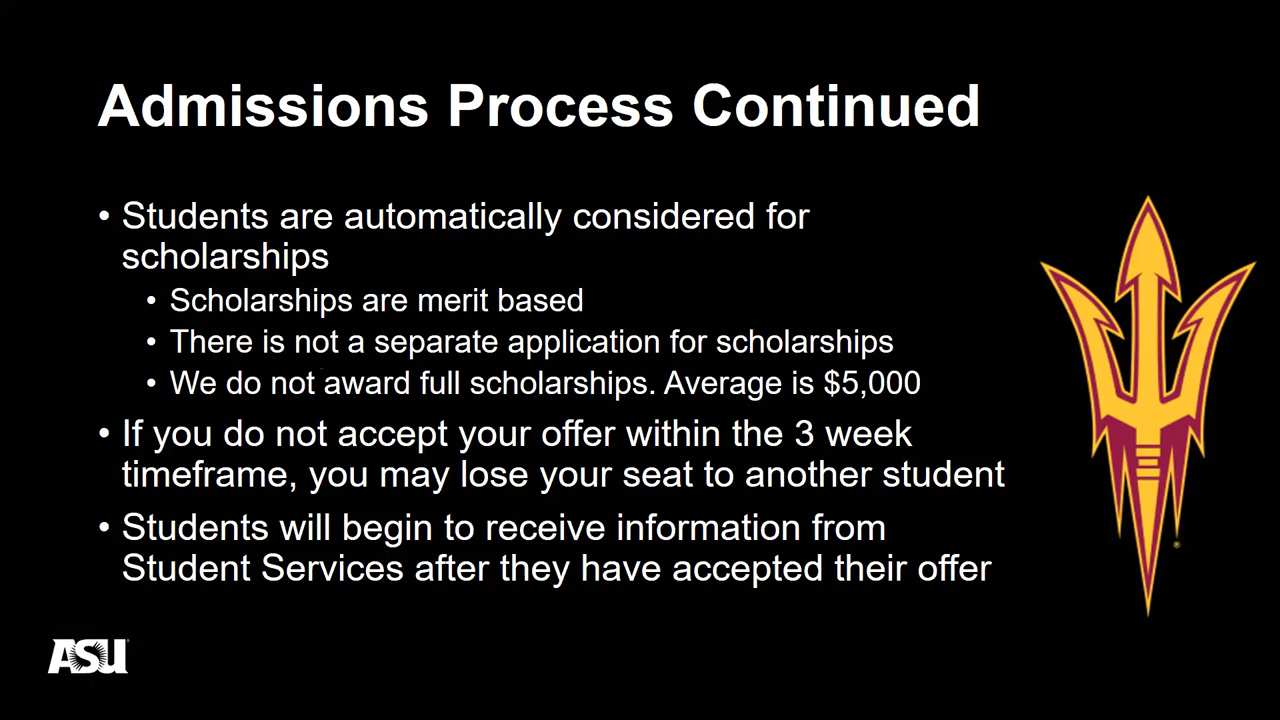 Admissions Process Continued
• Students are automatically considered for
scholarships
• Scholarships are merit based
• There is not a separate application for scholarships
• We do not award full scholarships. Average is $5,000
• If you do not accept your offer within the 3 week
timeframe, you may lose your seat to another student
• Students will begin to receive information from
Student Services after they have accepted their offer
ASU